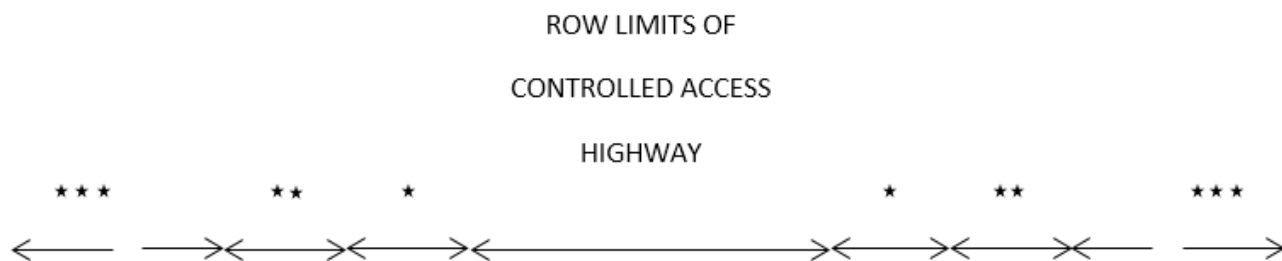 ROW LIMITS OF
CONTROLLED ACCESS
HIGHWAY
★★★ ★★ ★ ★ ★★ ★★★